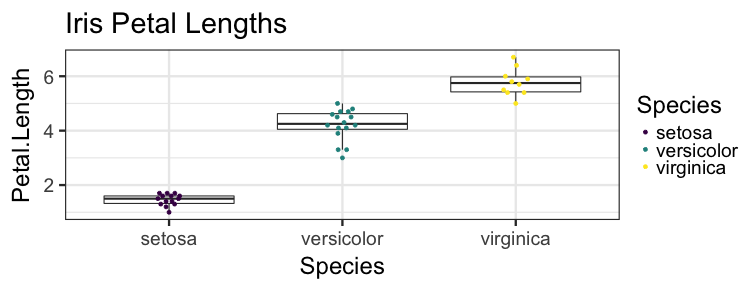 Iris Petal Lengths
Petal.Length
6
4
2
setosa
versicolor
virginica
Species
Species
setosa
versicolor
virginica